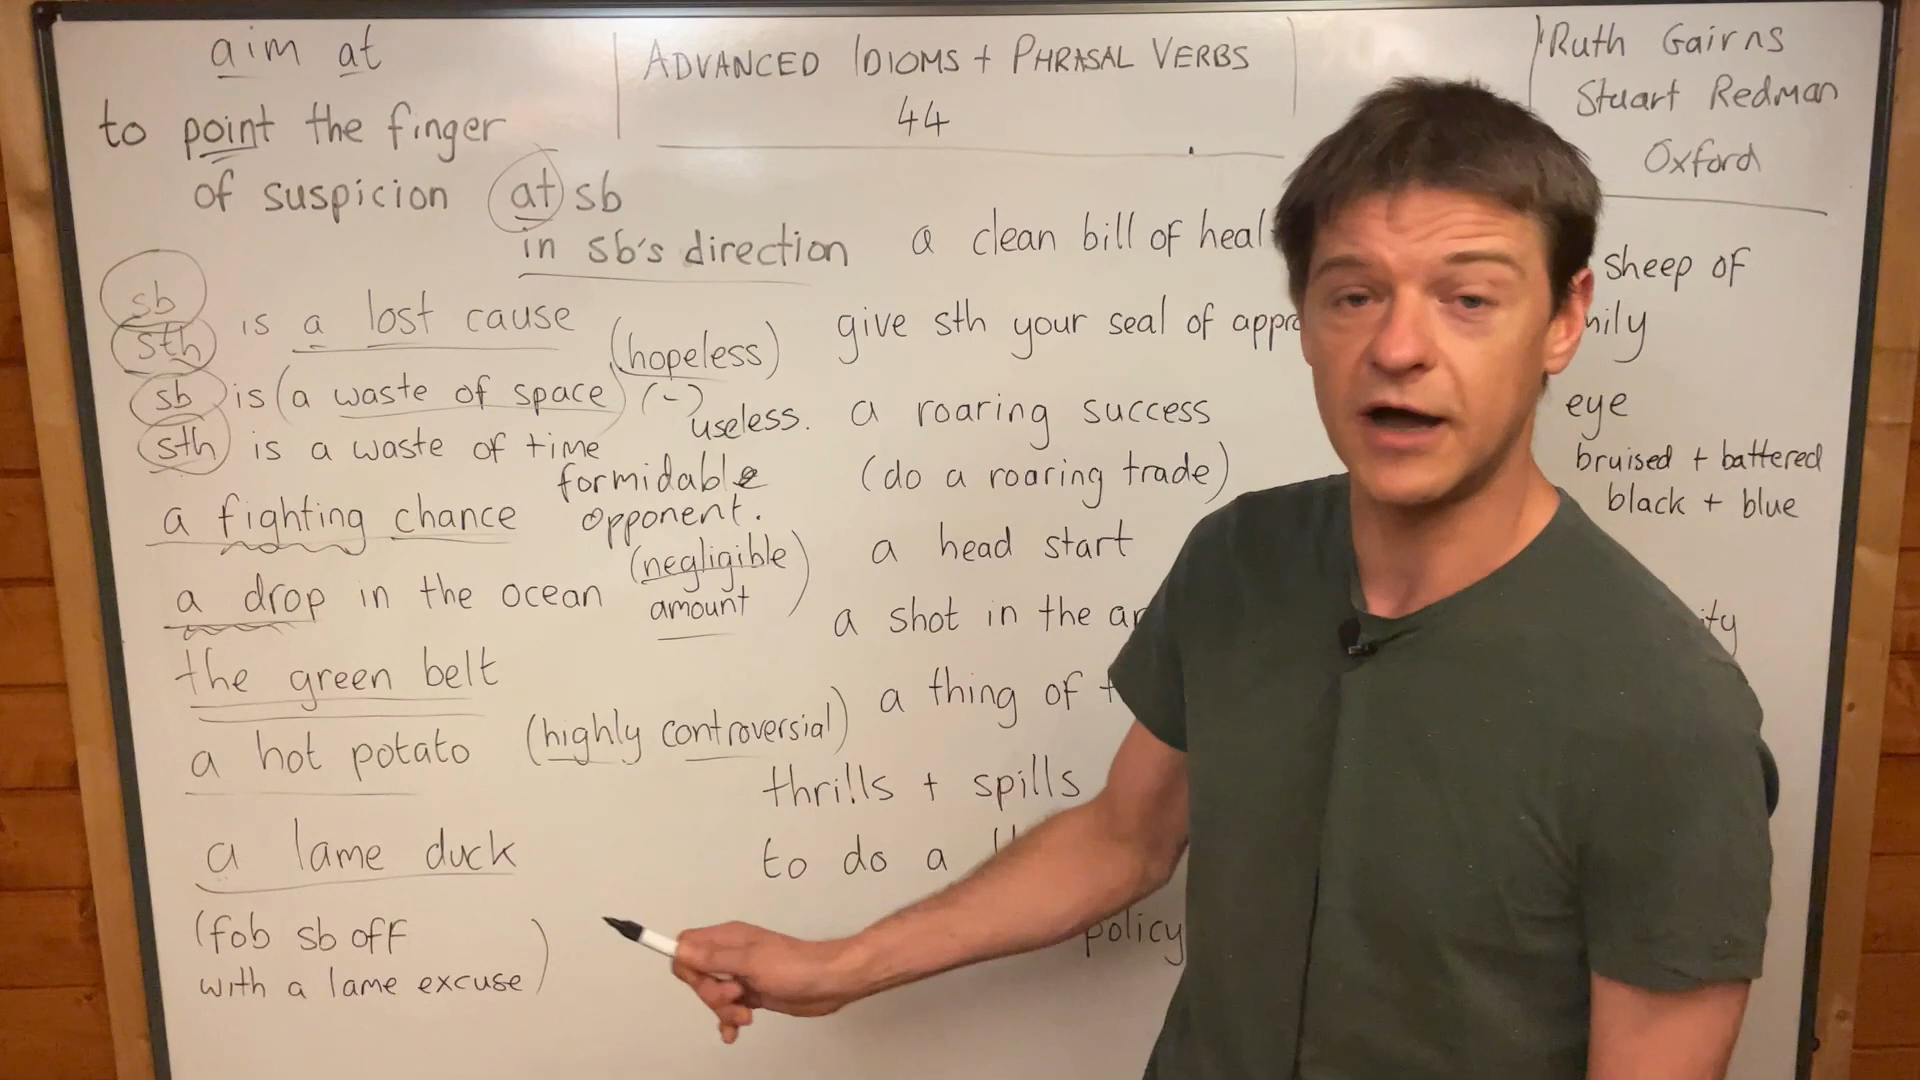 aim at
to point the finger
of suspicion at sb
in sb's direction
sb
sth is a lost cause
(hopeless)
sb is (a waste of space) (-)
useless.
sth is a waste of time
formidable
opponent.
a fighting chance
(negligible
amount)
a drop in the ocean
the green belt
a hot potato (highly controversial)
a lame duck
(fob sb off
with a lame excuse)
ADVANCED IDIOMS + PHRASAL VERBS
44
a clean bill of
give sth your seal of
a roaring success
(do a roaring trade)
a head start
a shot in the
a thing of
thrills + spills
to do a
policy
Ruth Gairns
Stuart Redman
Oxford
sheep of
eye
bruised + battered
black + blue